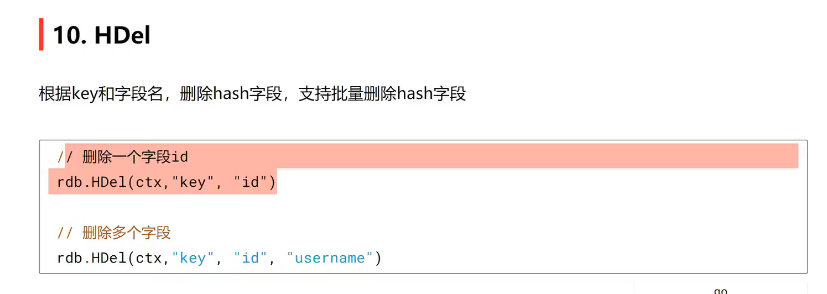 10. HDel
根据key和字段名，删除hash字段，支持批量删除hash字段
// 删除一个字段id
rdb.HDel(ctx,"key", "id")
// 删除多个字段
rdb.HDel(ctx,"key", "id", "username")
go